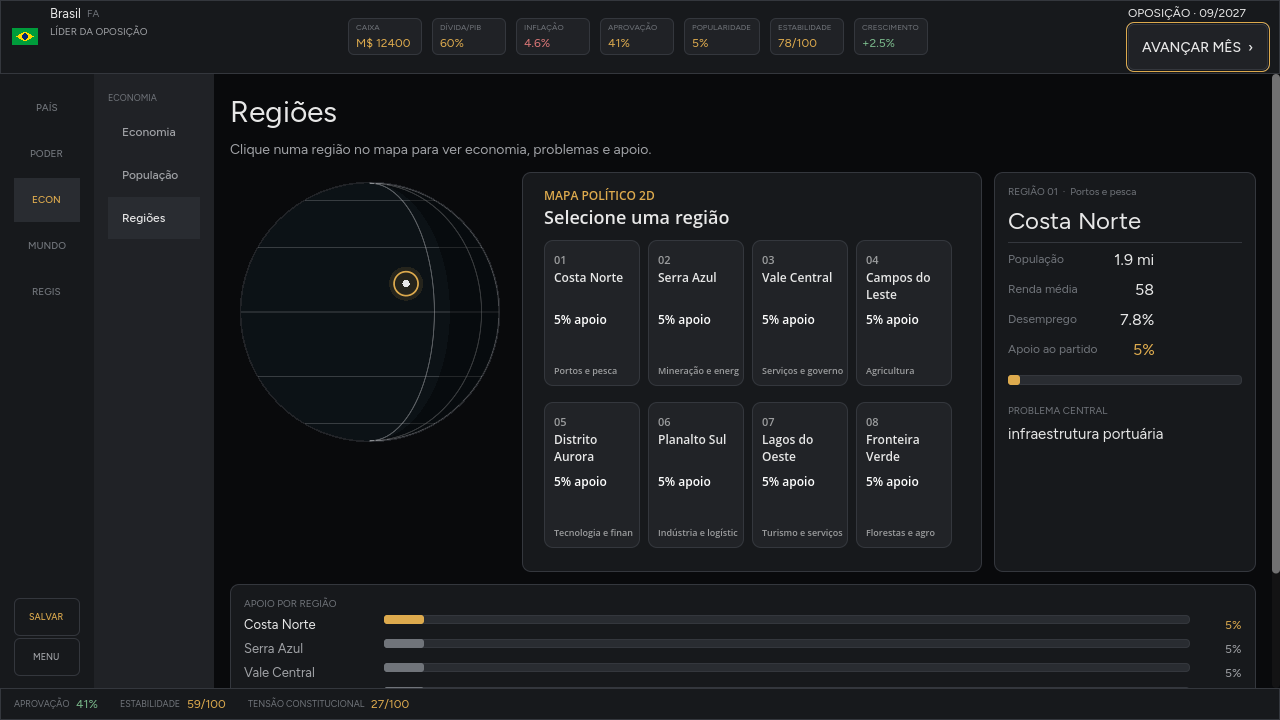 Brasil FA
LÍDER DA OPOSIÇÃO
CAIXA
M$ 12400
DÍVIDA/PIB
60%
INFLAÇÃO
4.6%
APROVAÇÃO
41%
POPULARIDADE
5%
ESTABILIDADE
78/100
CRESCIMENTO
+2.5%
OPOSIÇÃO · 09/2027
AVANÇAR MÊS ›
PAÍS
PODER
ECON
MUNDO
REGIS
SALVAR
MENU
ECONOMIA
Economia
População
Regiões
Regiões
Clique numa região no mapa para ver economia, problemas e apoio.
MAPA POLÍTICO 2D
Selecione uma região
01
Costa Norte
5% apoio
Portos e pesca
02
Serra Azul
5% apoio
Mineração e energ
03
Vale Central
5% apoio
Serviços e governo
04
Campos do
Leste
5% apoio
Agricultura
05
Distrito
Aurora
5% apoio
Tecnologia e finan
06
Planalto Sul
5% apoio
Indústria e logístic
07
Lagos do
Oeste
5% apoio
Turismo e serviços
08
Fronteira
Verde
5% apoio
Florestas e agro
REGIÃO 01 · Portos e pesca
Costa Norte
População 1.9 mi
Renda média 58
Desemprego 7.8%
Apoio ao partido 5%
PROBLEMA CENTRAL
infraestrutura portuária
APOIO POR REGIÃO
Costa Norte 5%
Serra Azul 5%
Vale Central 5%
APROVAÇÃO 41% ESTABILIDADE 59/100 TENSÃO CONSTITUCIONAL 27/100